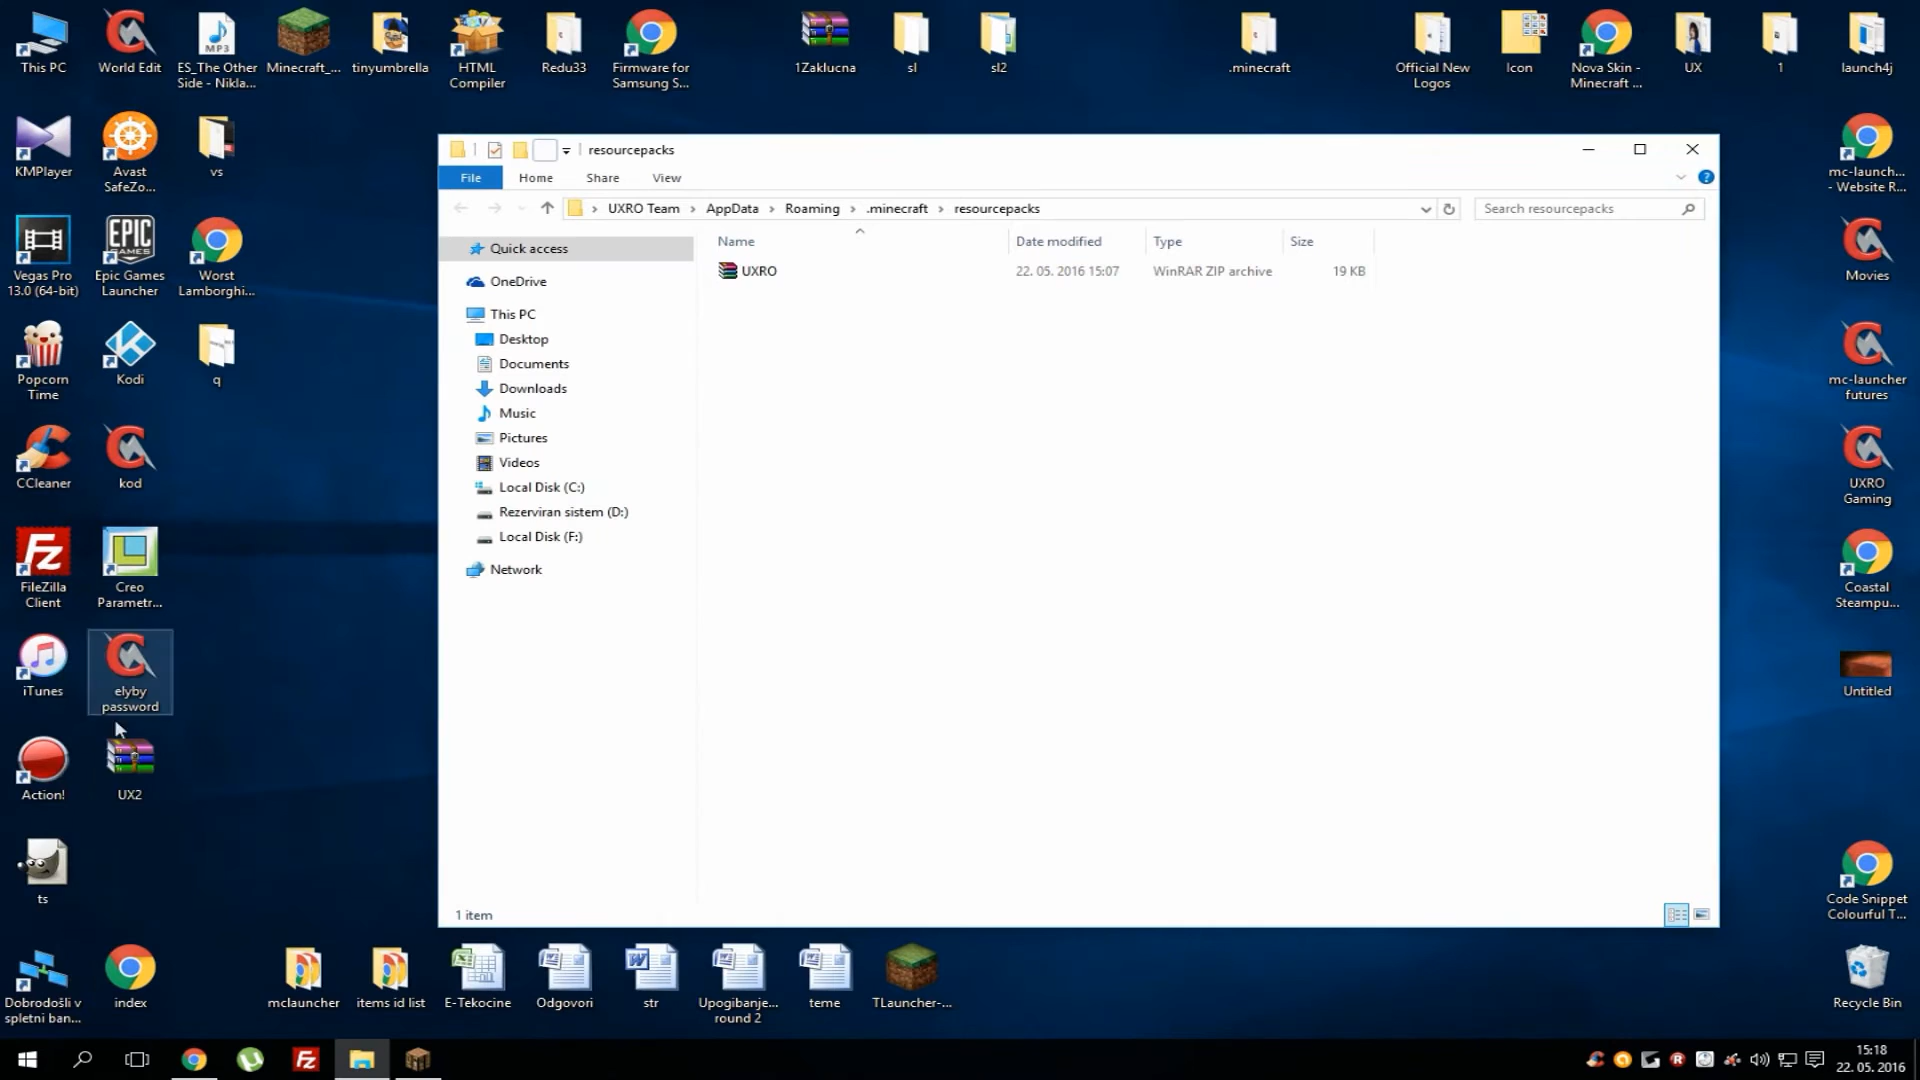 This PC
World Edit
ES_The Other
Side - Nikla...
Minecraft_...
tinyumbrella
HTML
Compiler
Redu33
Firmware for
Samsung S...
1Zaklucna
sl
sl2
.minecraft
Official New
Logos
Icon
Nova Skin -
Minecraft ...
UX
1
launch4j
KMPlayer
Avast
SafeZo...
vs
mc-launch...
- Website R...
Vegas Pro
13.0 (64-bit)
EPIC
GAMES
Epic Games
Launcher
Worst
Lamborghi...
Movies
Popcorn
Time
Kodi
q
mc-launcher
futures
CCleaner
kod
UXRO
Gaming
FileZilla
Client
Creo
Parametr...
Coastal
Steampu...
iTunes
elyby
password
Untitled
Action!
UX2
ts
Code Snippet
Colourful T...
Dobrodošli v
spletni ban...
index
mclauncher
items id list
E-Tekocine
Odgovori
str
Upogibanje...
round 2
teme
TLauncher-...
Recycle Bin
resourcepacks
File
Home
Share
View
UXRO Team
AppData
Roaming
.minecraft
resourcepacks
Search resourcepacks
Name
Date modified
Type
Size
UXRO
22. 05. 2016 15:07
WinRAR ZIP archive
19 KB
Quick access
OneDrive
This PC
Desktop
Documents
Downloads
Music
Pictures
Videos
Local Disk (C:)
Rezerviran sistem (D:)
Local Disk (F:)
Network
1 item
15:18
22. 05. 2016
MP3
Fz
Fz